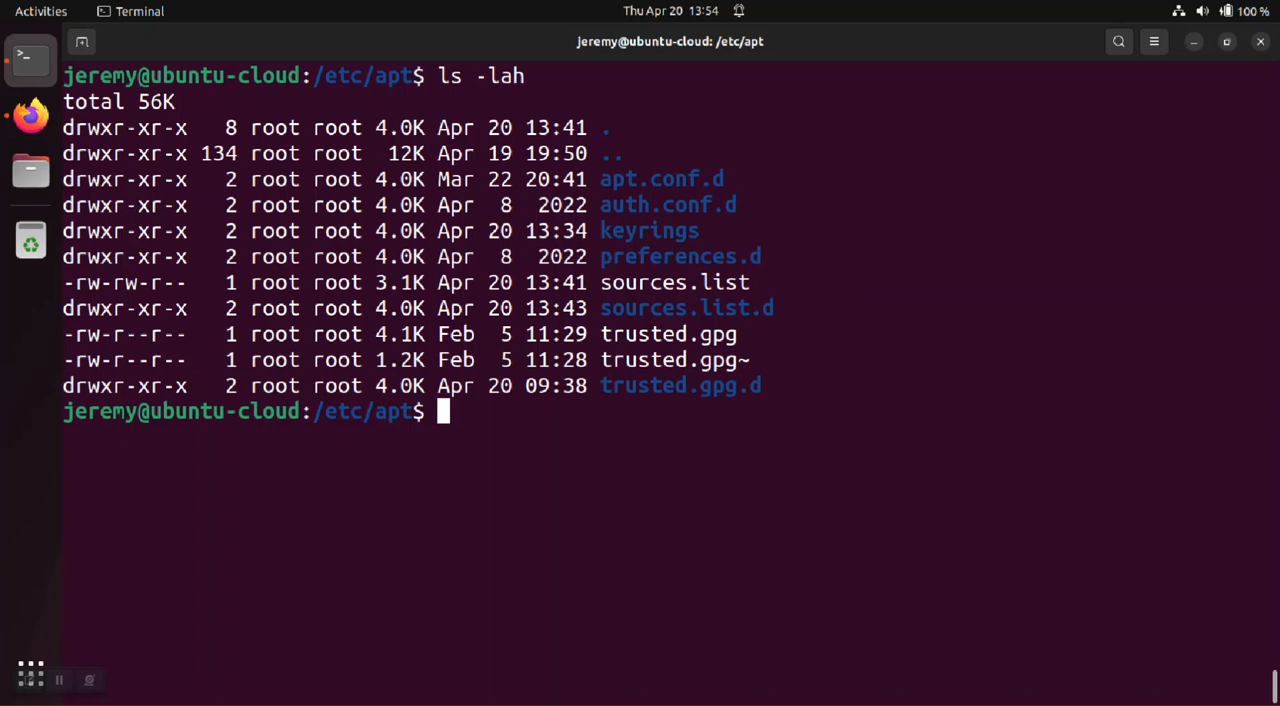 Activities Terminal Thu Apr 20 13:54 100 %
jeremy@ubuntu-cloud: /etc/apt
jeremy@ubuntu-cloud:/etc/apt$ ls -lah
total 56K
drwxr-xr-x   8 root root 4.0K Apr 20 13:41 .
drwxr-xr-x 134 root root  12K Apr 19 19:50 ..
drwxr-xr-x   2 root root 4.0K Mar 22 20:41 apt.conf.d
drwxr-xr-x   2 root root 4.0K Apr  8  2022 auth.conf.d
drwxr-xr-x   2 root root 4.0K Apr 20 13:34 keyrings
drwxr-xr-x   2 root root 4.0K Apr  8  2022 preferences.d
-rw-rw-r--   1 root root 3.1K Apr 20 13:41 sources.list
drwxr-xr-x   2 root root 4.0K Apr 20 13:43 sources.list.d
-rw-r--r--   1 root root 4.1K Feb  5 11:29 trusted.gpg
-rw-r--r--   1 root root 1.2K Feb  5 11:28 trusted.gpg~
drwxr-xr-x   2 root root 4.0K Apr 20 09:38 trusted.gpg.d
jeremy@ubuntu-cloud:/etc/apt$